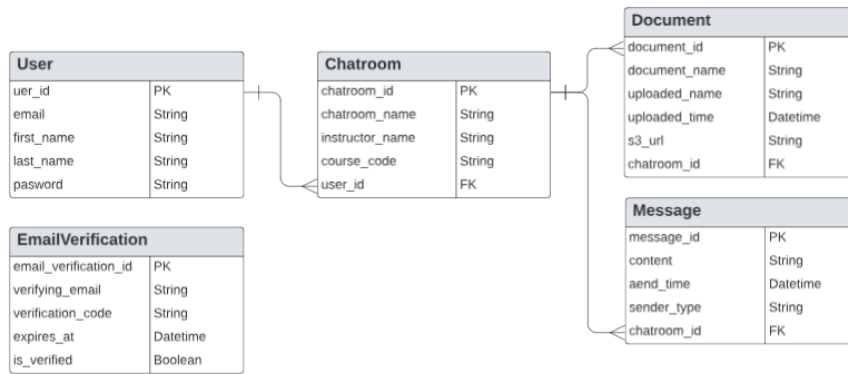 User
uer_id PK
email String
first_name String
last_name String
pasword String
EmailVerification
email_verification_id PK
verifying_email String
verification_code String
expires_at Datetime
is_verified Boolean
Chatroom
chatroom_id PK
chatroom_name String
instructor_name String
course_code String
user_id FK
Document
document_id PK
document_name String
uploaded_name String
uploaded_time Datetime
s3_url String
chatroom_id FK
Message
message_id PK
content String
aend_time Datetime
sender_type String
chatroom_id FK